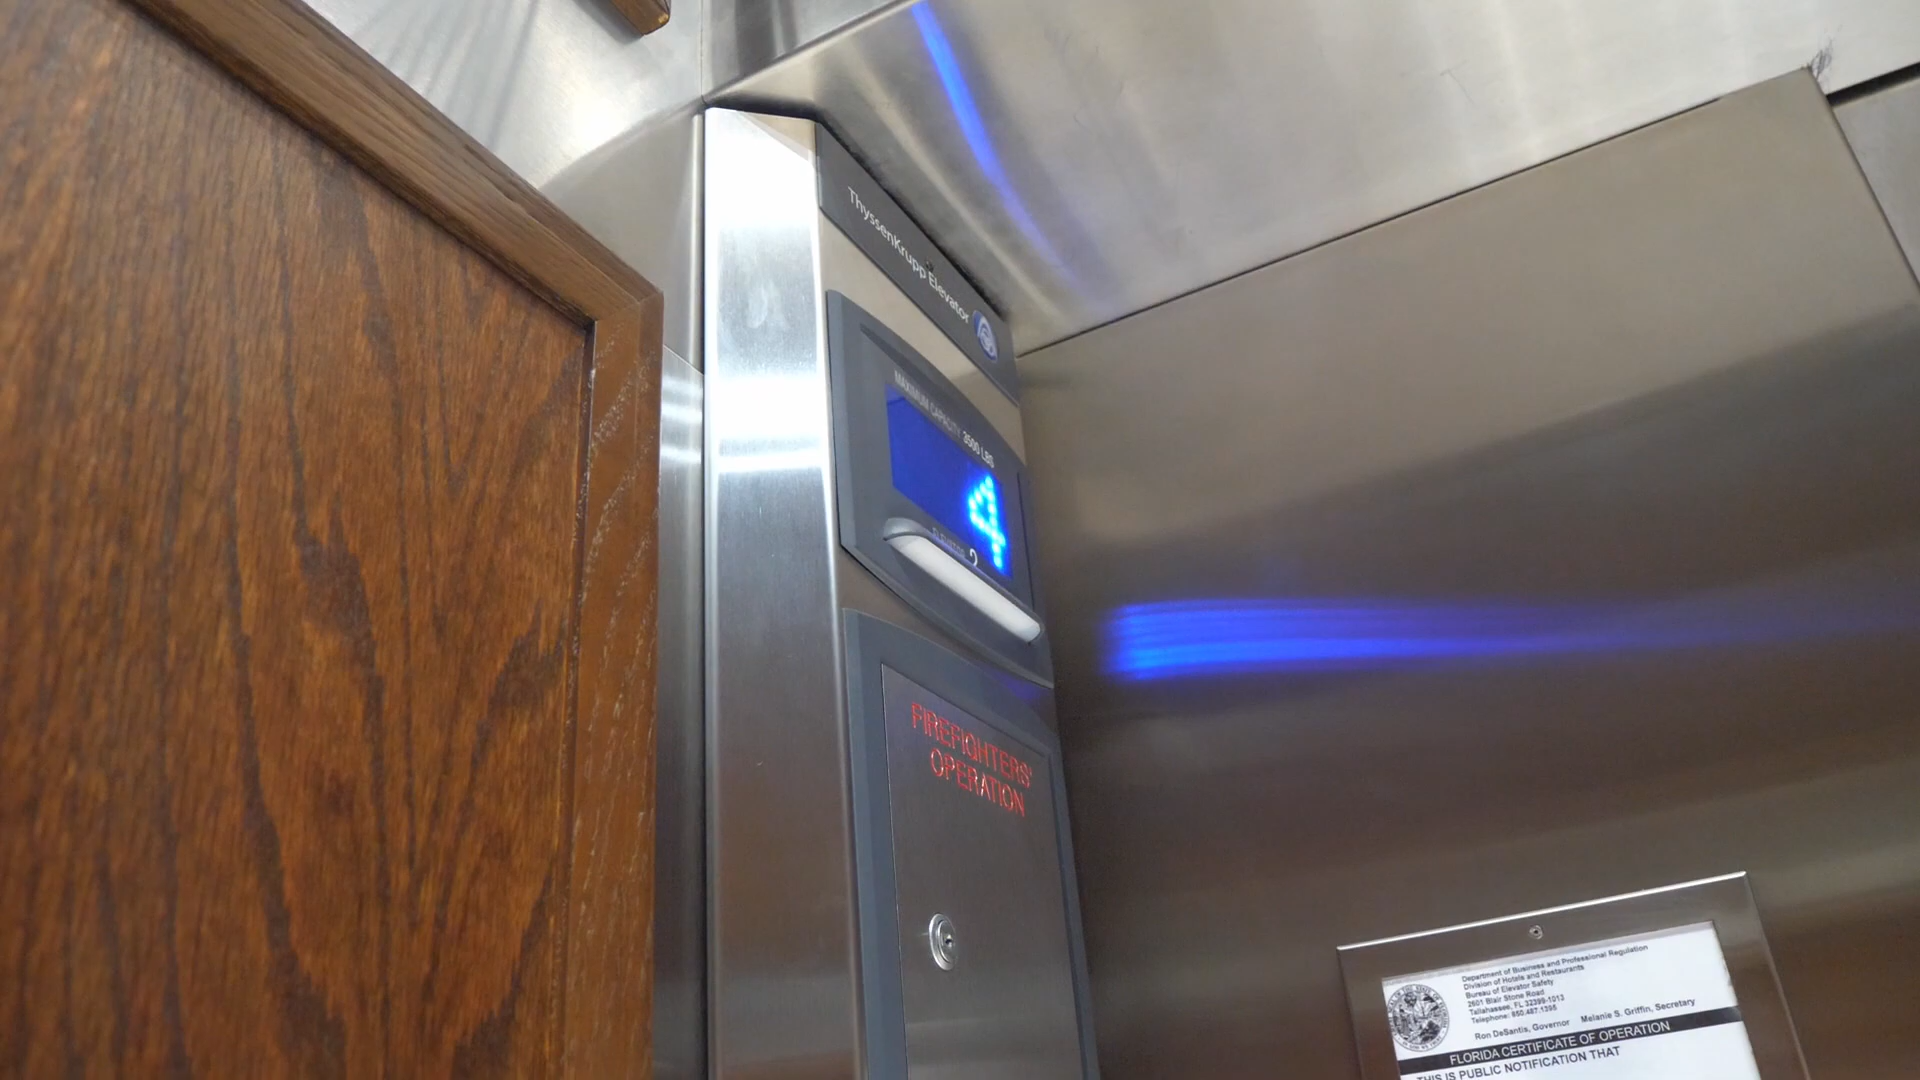 ThyssenKrupp Elevator
MAXIMUM CAPACITY 3500 LBS
4
ELEVATOR 2
FIREFIGHTERS'
OPERATION
Department of Business and Professional Regulation
Division of Hotels and Restaurants
Bureau of Elevator Safety
2601 Blair Stone Road
Tallahassee, FL 32399-1013
Telephone: 850.487.1395
Ron DeSantis, Governor Melanie S. Griffin, Secretary
FLORIDA CERTIFICATE OF OPERATION
THIS IS PUBLIC NOTIFICATION THAT